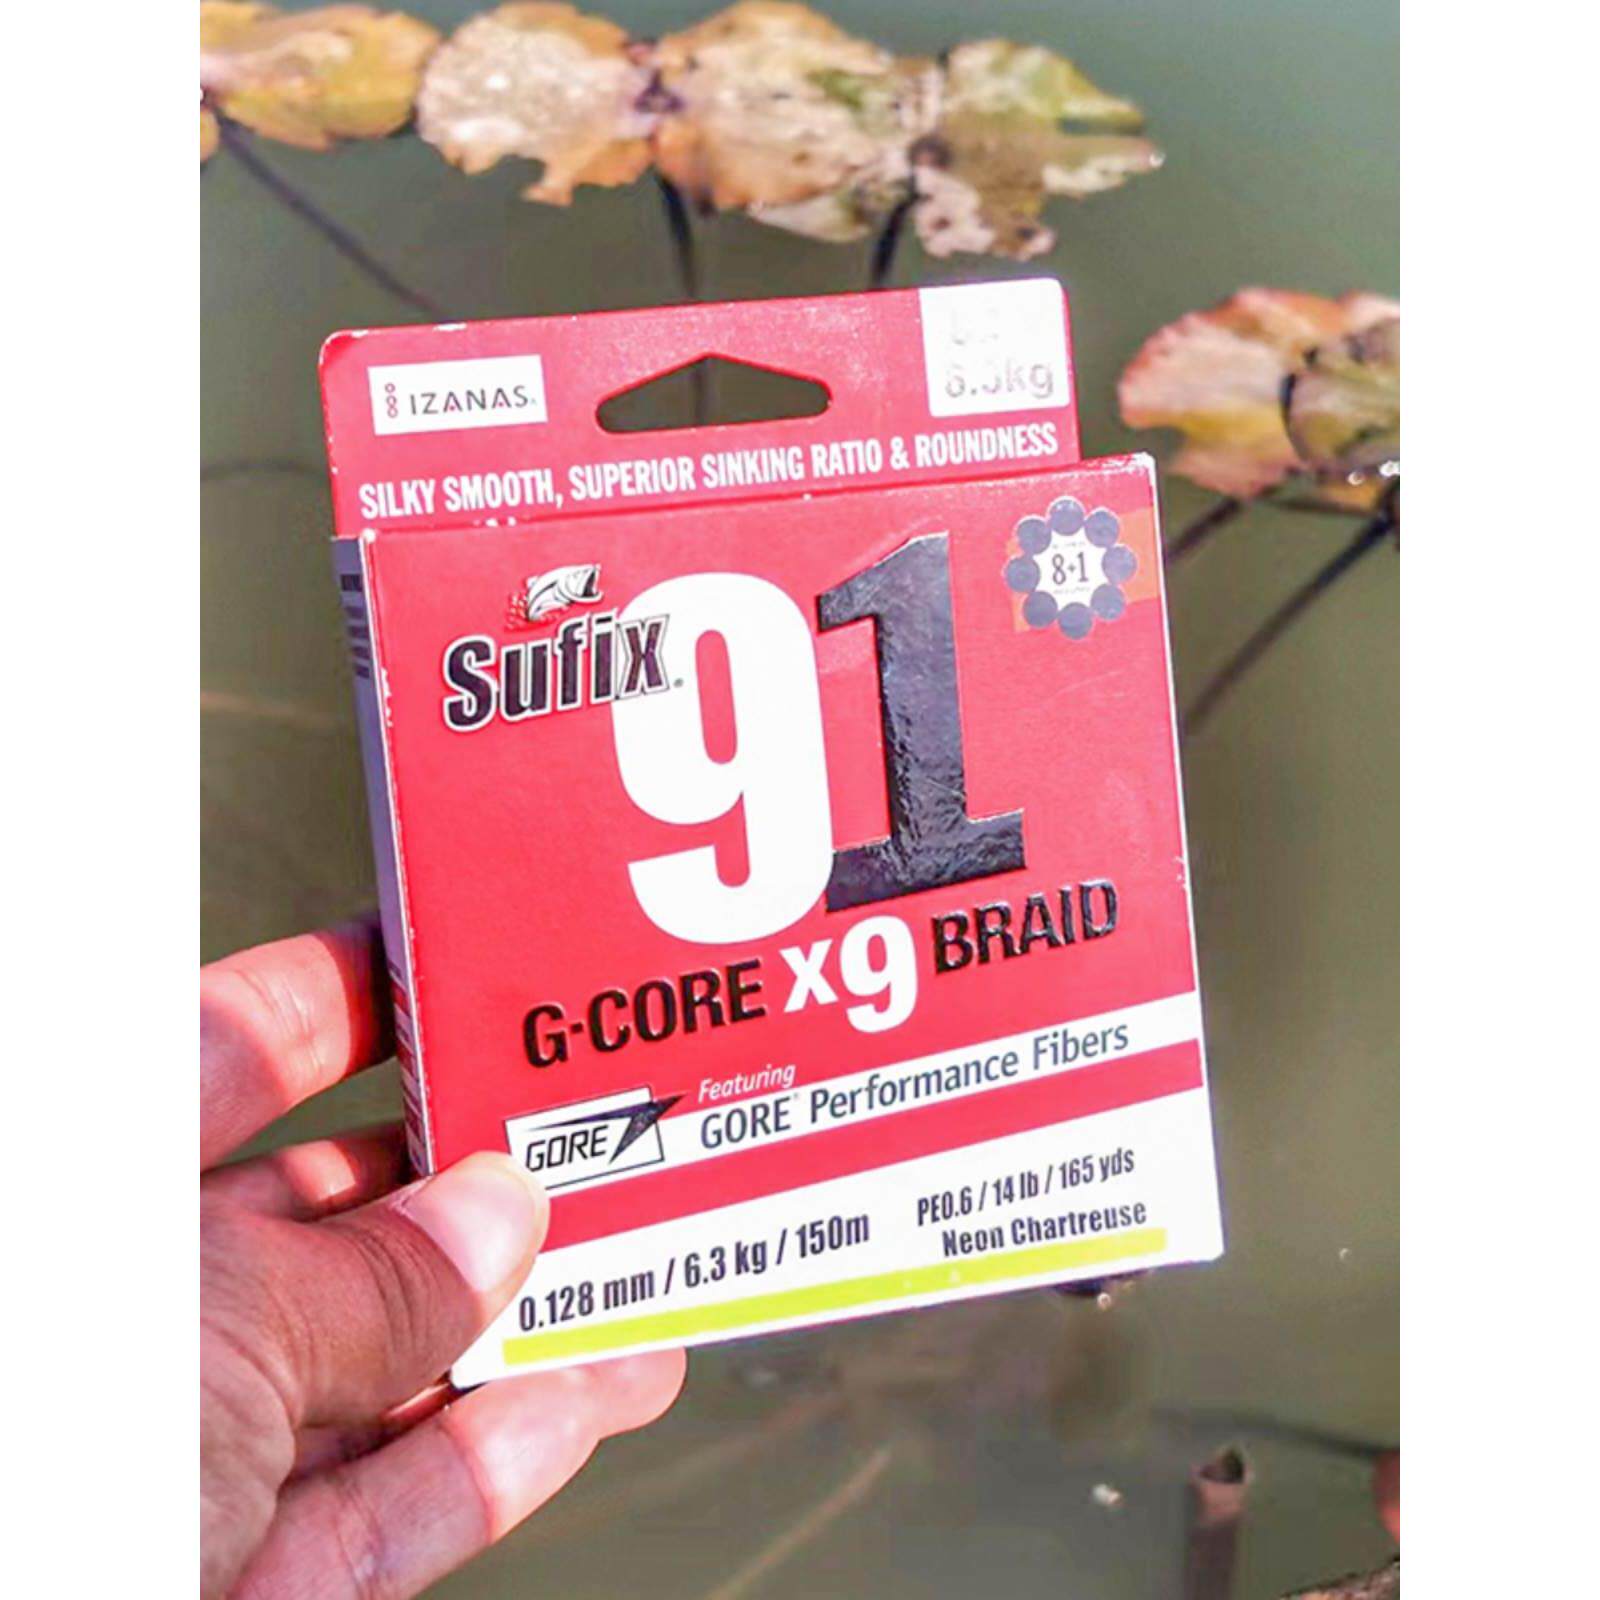 IZANAS
SILKY SMOOTH, SUPERIOR SINKING RATIO & ROUNDNESS
8+1
Sufix®
91
G-CORE X9 BRAID
Featuring
GORE® Performance Fibers
GORE
0.128 mm / 6.3 kg / 150m
PE0.6 / 14 lb / 165 yds
Neon Chartreuse